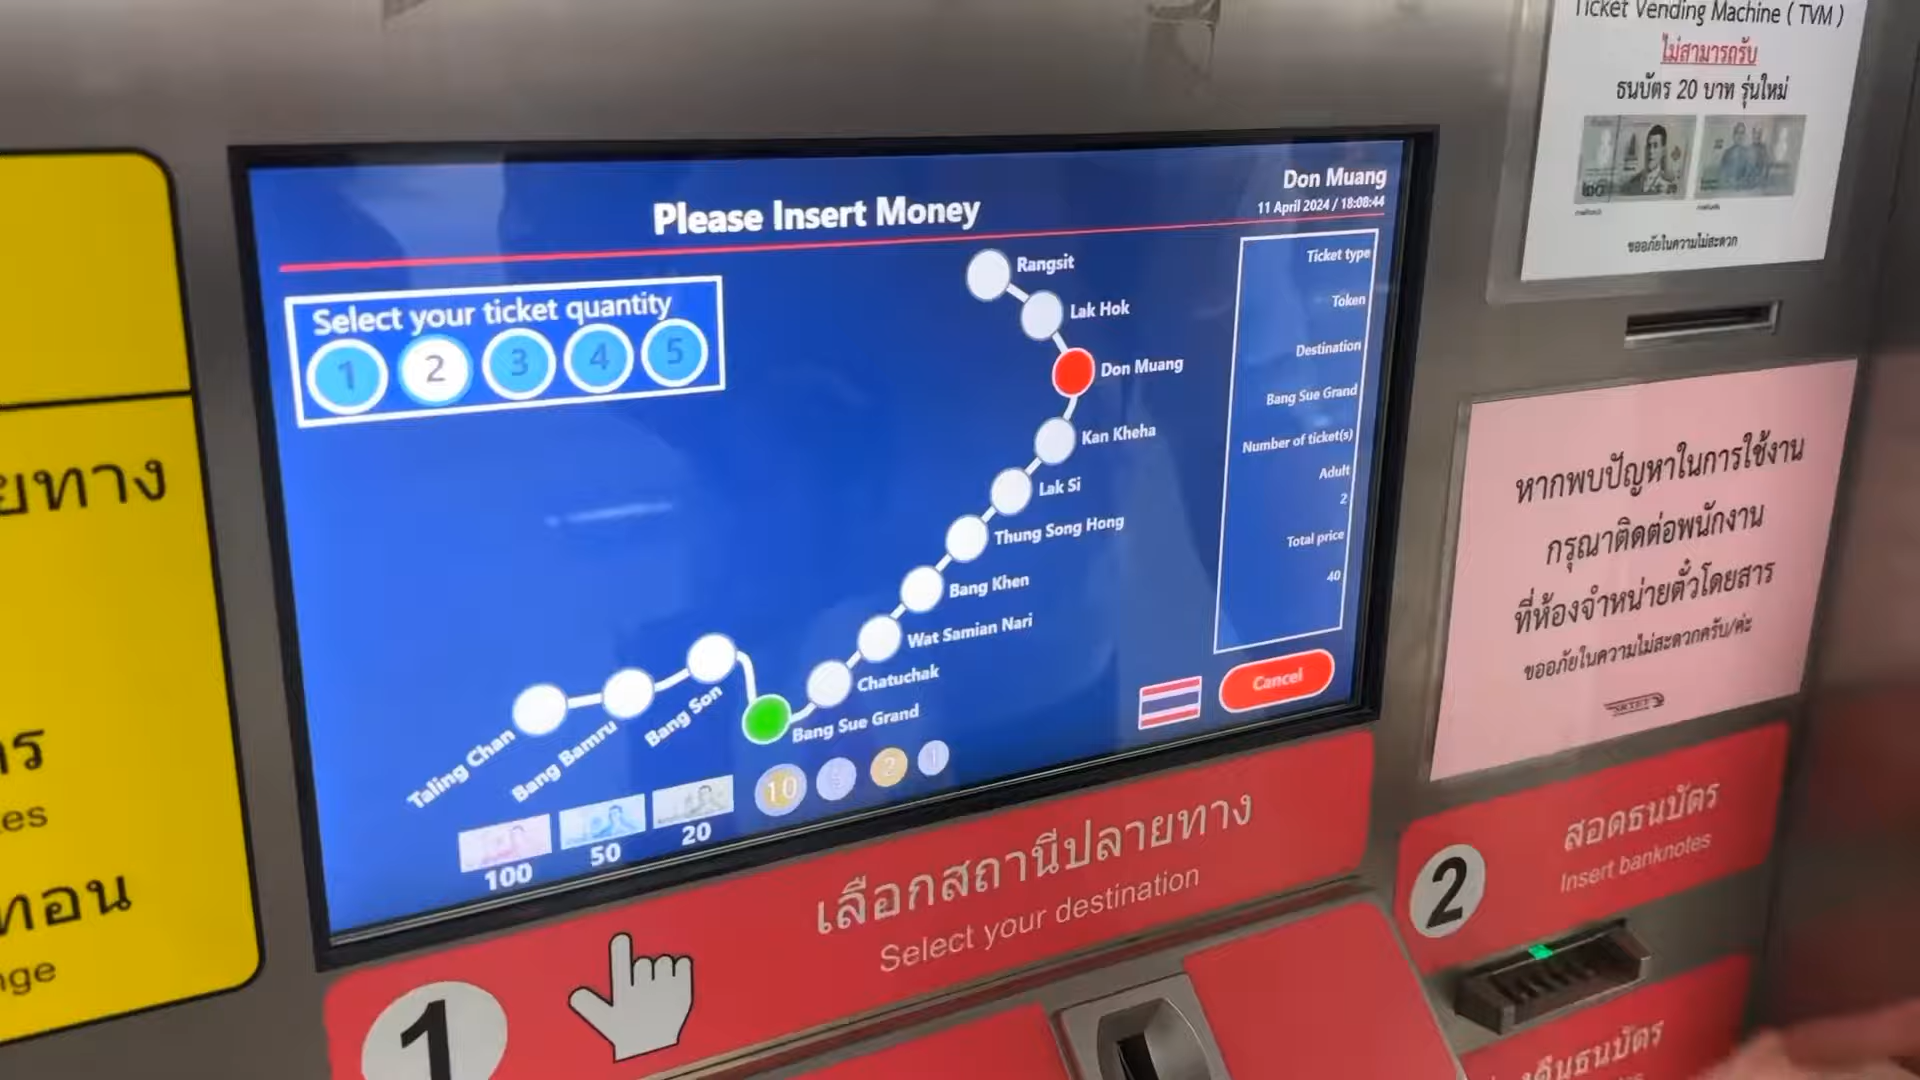 Ticket Vending Machine ( TVM )
ไม่สามารถรับ
ธนบัตร 20 บาท รุ่นใหม่
ขออภัยในความไม่สะดวก
Please Insert Money
Don Muang
11 April 2024 / 18:08:44
Select your ticket quantity
1 2 3 4 5
Rangsit
Lak Hok
Don Muang
Kan Kheha
Lak Si
Thung Song Hong
Bang Khen
Wat Samian Nari
Chatuchak
Bang Sue Grand
Bang Son
Bang Bamru
Taling Chan
Ticket type
Token
Destination
Bang Sue Grand
Number of ticket(s)
Adult
2
Total price
40
Cancel
100
50
20
10
2
1
หากพบปัญหาในการใช้งาน
กรุณาติดต่อพนักงาน
ที่ห้องจำหน่ายตั๋วโดยสาร
ขออภัยในความไม่สะดวกครับ/ค่ะ
1
เลือกสถานีปลายทาง
Select your destination
2
สอดธนบัตร
Insert banknotes
คืนธนบัตร
ยทาง
ทอน
nge